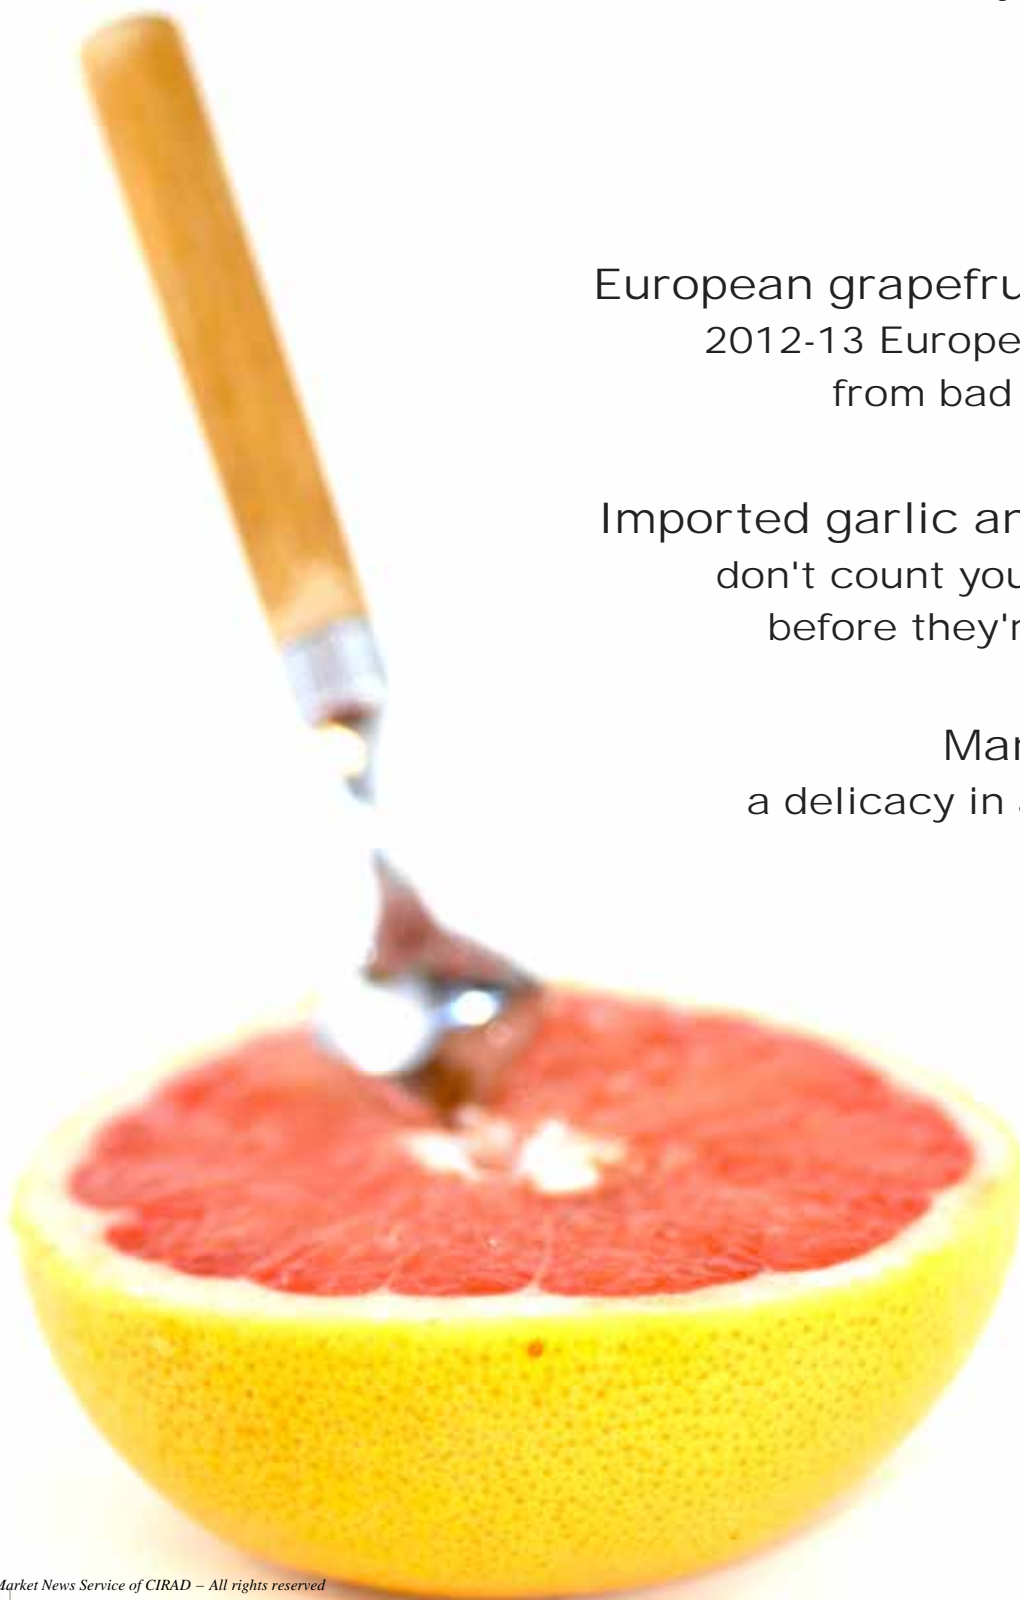 European grapefru
2012-13 Europe
from bad
Imported garlic an
don't count you
before they'r
Mar
a delicacy in
Market News Service of CIRAD – All rights reserved